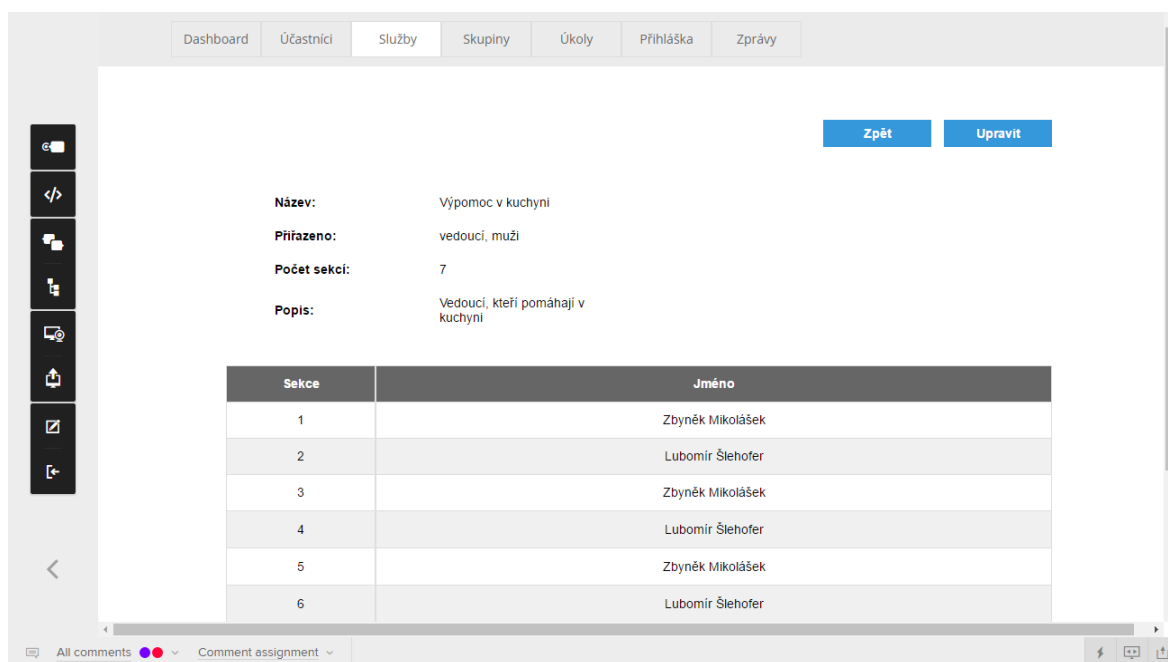 Dashboard Účastníci Služby Skupiny Úkoly Přihláška Zprávy
Zpět Upravit
Název: Výpomoc v kuchyni
Přiřazeno: vedoucí, muži
Počet sekcí: 7
Popis: Vedoucí, kteří pomáhají v
kuchyni
Sekce Jméno
1 Zbyněk Mikolášek
2 Lubomír Šlehofer
3 Zbyněk Mikolášek
4 Lubomír Šlehofer
5 Zbyněk Mikolášek
6 Lubomír Šlehofer
All comments Comment assignment